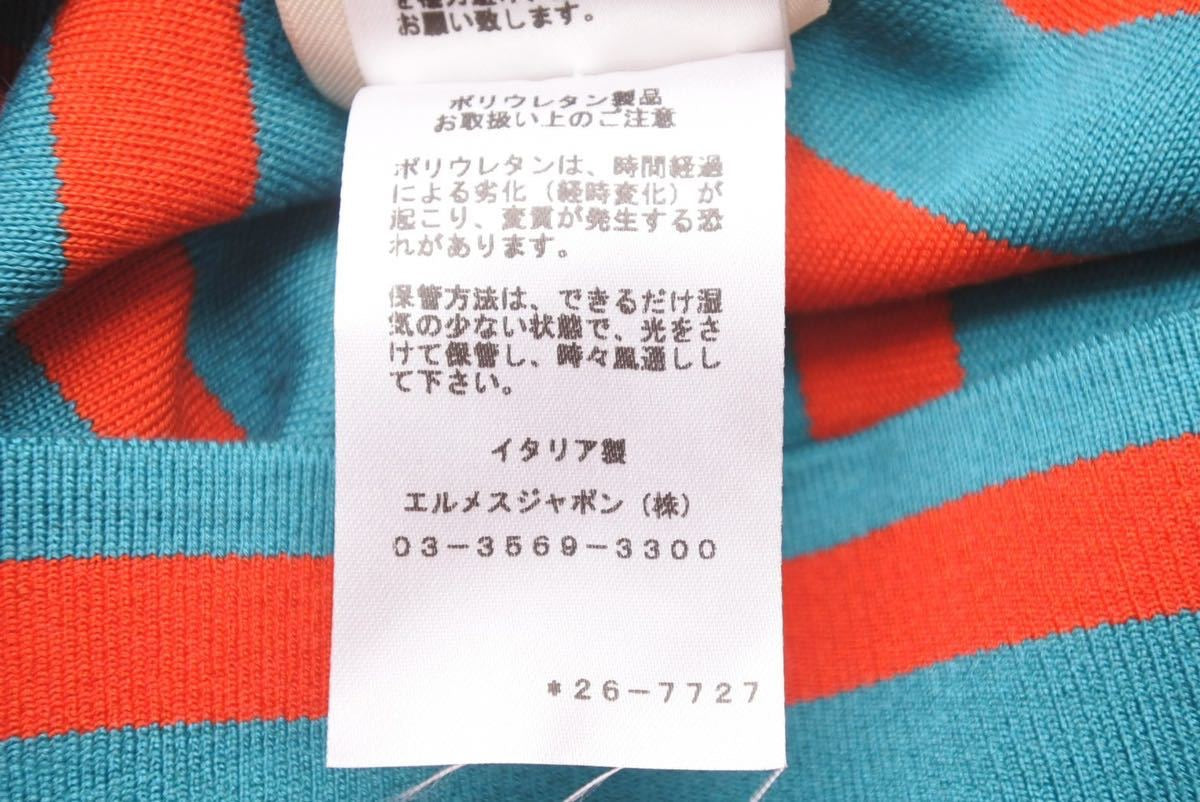 お願い致します。
ポリウレタン製品
お取扱い上のご注意
ポリウレタンは、時間経過
による劣化（経時変化）が
起こり、変質が発生する恐
れがあります。
保管方法は、できるだけ湿
気の少ない状態で、光をさ
けて保管し、時々風通しし
て下さい。
イタリア製
エルメスジャポン（株）
03-3569-3300
*26-7727